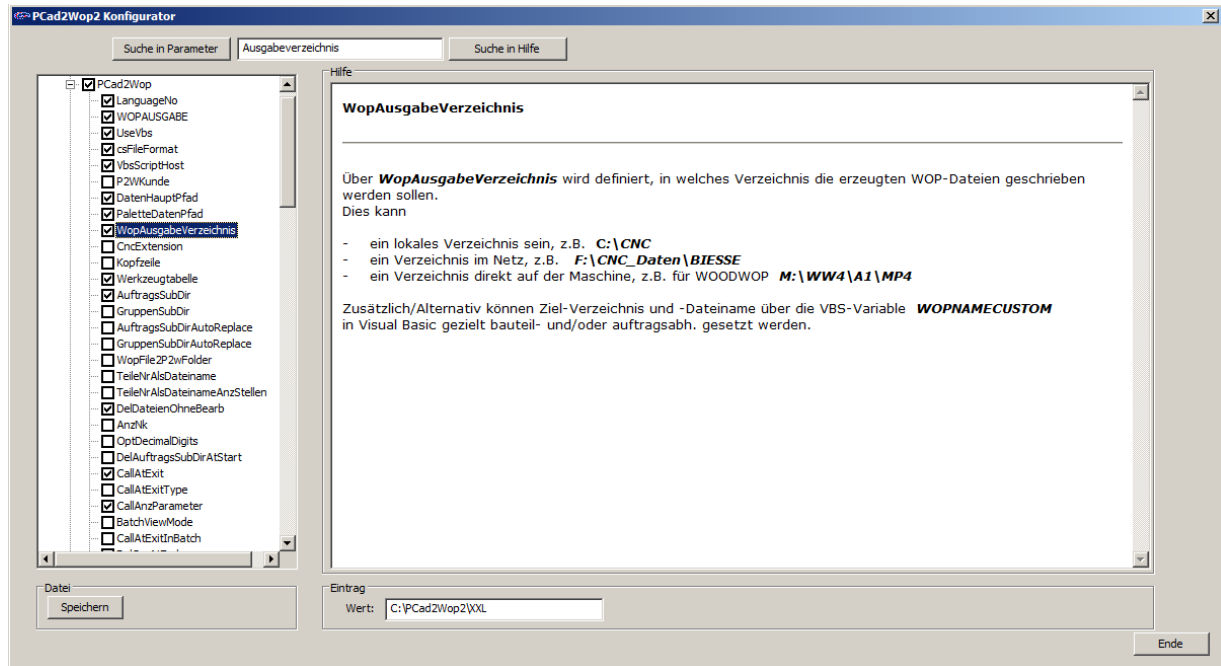 PCad2Wop2 Konfigurator
Suche in Parameter
Ausgabeverzeichnis
Suche in Hilfe
PCad2Wop
LanguageNo
WOPAUSGABE
UseVbs
csFileFormat
VbsScriptHost
P2WKunde
DatenHauptPfad
PaletteDatenPfad
WopAusgabeVerzeichnis
CncExtension
Kopfzeile
Werkzeugtabelle
AuftragsSubDir
GruppenSubDir
AuftragsSubDirAutoReplace
GruppenSubDirAutoReplace
WopFile2P2wFolder
TeileNrAlsDateiname
TeileNrAlsDateinameAnzStellen
DelDateienOhneBearb
AnzNk
OptDecimalDigits
DelAuftragsSubDirAtStart
CallAtExit
CallAtExitType
CallAnzParameter
BatchViewMode
CallAtExitInBatch
Hilfe
WopAusgabeVerzeichnis
Über WopAusgabeVerzeichnis wird definiert, in welches Verzeichnis die erzeugten WOP-Dateien geschrieben
werden sollen.
Dies kann
- ein lokales Verzeichnis sein, z.B. C:\CNC
- ein Verzeichnis im Netz, z.B. F:\CNC_Daten\BIESSE
- ein Verzeichnis direkt auf der Maschine, z.B. für WOODWOP M:\WW4\A1\MP4
Zusätzlich/Alternativ können Ziel-Verzeichnis und -Dateiname über die VBS-Variable WOPNAMECUSTOM
in Visual Basic gezielt bauteil- und/oder auftragsabh. gesetzt werden.
Datei
Speichern
Eintrag
Wert: C:\PCad2Wop2\XXL
Ende